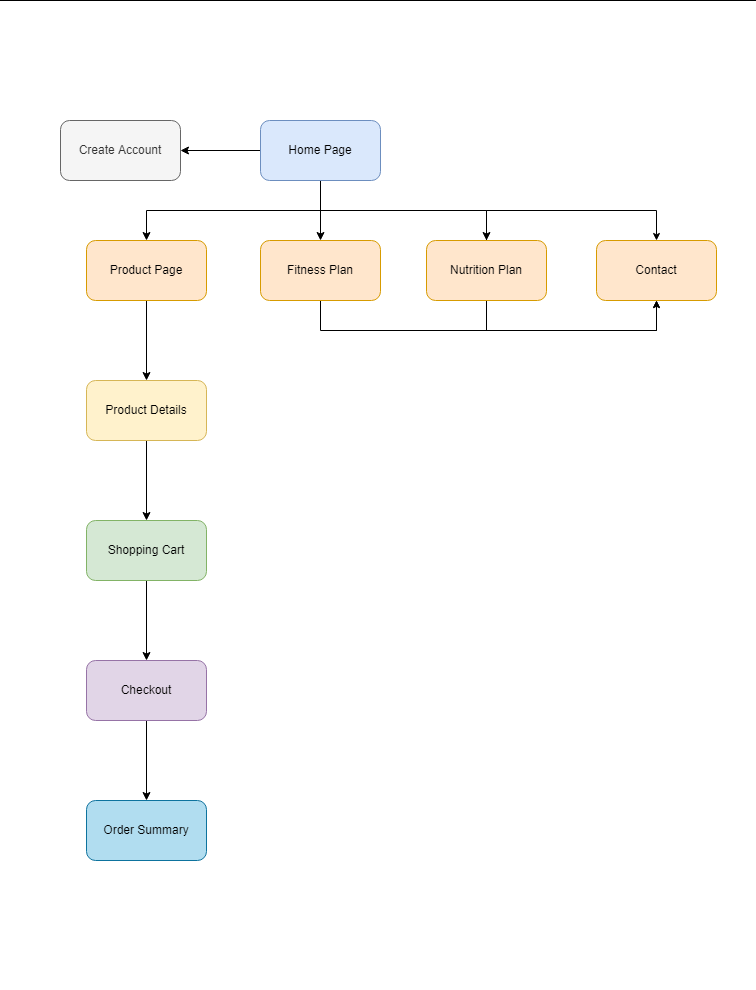 Create Account
Home Page
Product Page
Fitness Plan
Nutrition Plan
Contact
Product Details
Shopping Cart
Checkout
Order Summary